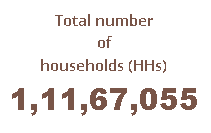 Total number
of
households (HHs)
1,11,67,055